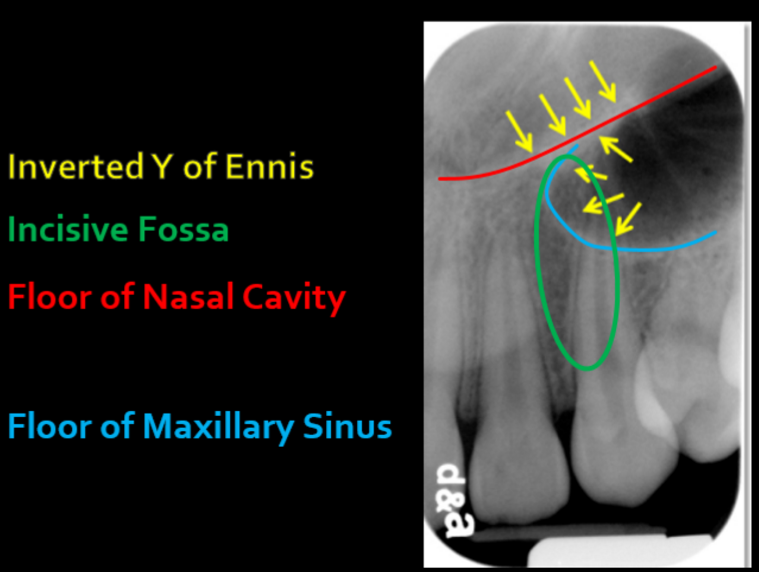 Inverted Y of Ennis
Incisive Fossa
Floor of Nasal Cavity
Floor of Maxillary Sinus
d&a